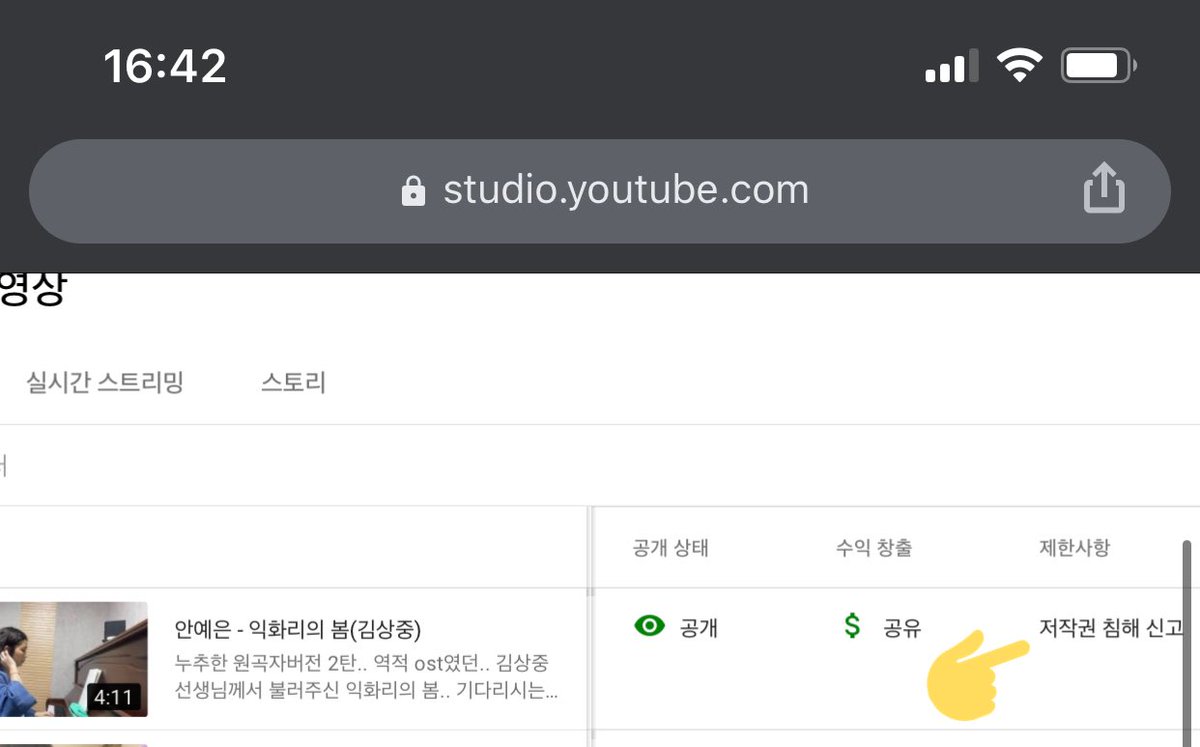 16:42
studio.youtube.com
영상
실시간 스트리밍 스토리
공개 상태 수익 창출 제한사항
안예은 - 익화리의 봄(김상중) 공개 공유 저작권 침해 신고
누추한 원곡자버전 2탄.. 역적 ost였던.. 김상중
선생님께서 불러주신 익화리의 봄.. 기다리시는...
4:11